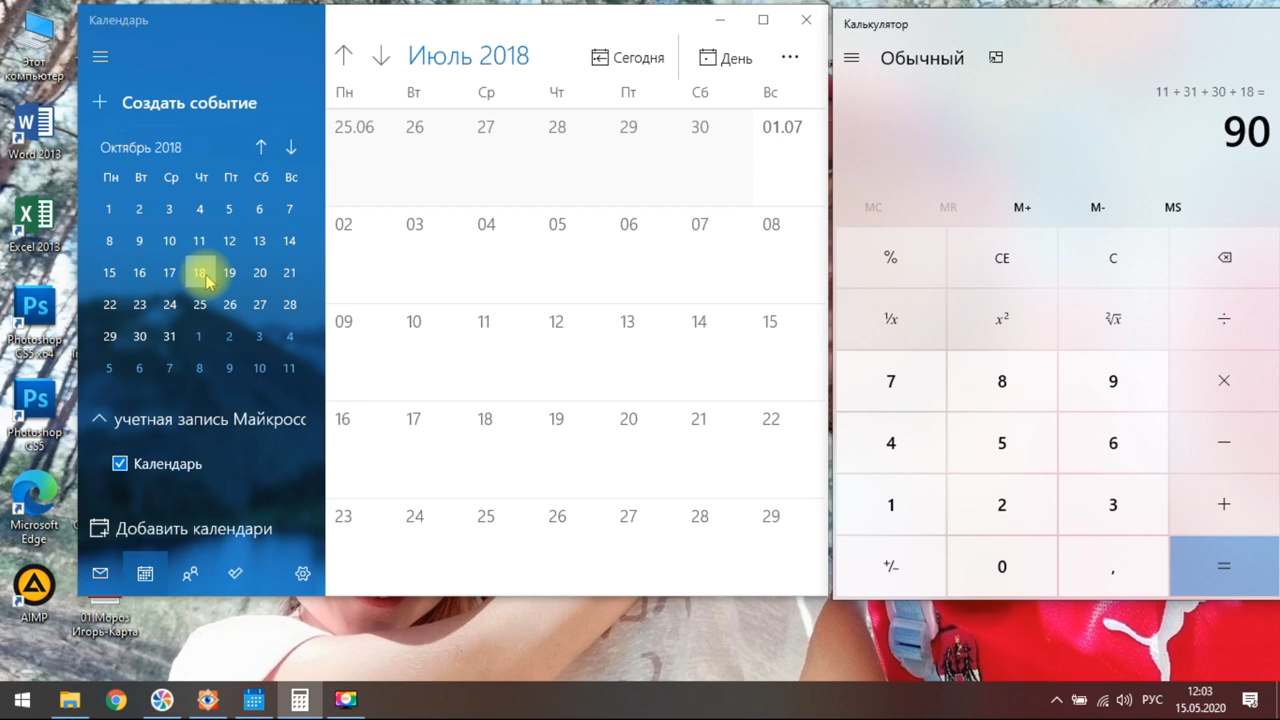 Этот
компьютер
Word 2013
Excel 2013
Photoshop
CS5 x64
Photoshop
CS5
Microsoft
Edge
AIMP
01Мороз
Игорь-Карта
Календарь
Создать событие
Октябрь 2018
Пн Вт Ср Чт Пт Сб Вс
1 2 3 4 5 6 7
8 9 10 11 12 13 14
15 16 17 18 19 20 21
22 23 24 25 26 27 28
29 30 31 1 2 3 4
5 6 7 8 9 10 11
учетная запись Майкросс
Календарь
Добавить календари
Июль 2018
Сегодня
День
Пн Вт Ср Чт Пт Сб Вс
25.06 26 27 28 29 30 01.07
02 03 04 05 06 07 08
09 10 11 12 13 14 15
16 17 18 19 20 21 22
23 24 25 26 27 28 29
Калькулятор
Обычный
11 + 31 + 30 + 18 =
90
MC MR M+ M- MS
% CE C
¹/x x² ²√x ÷
7 8 9 ×
4 5 6 −
1 2 3 +
+/− 0 , =
РУС
12:03
15.05.2020